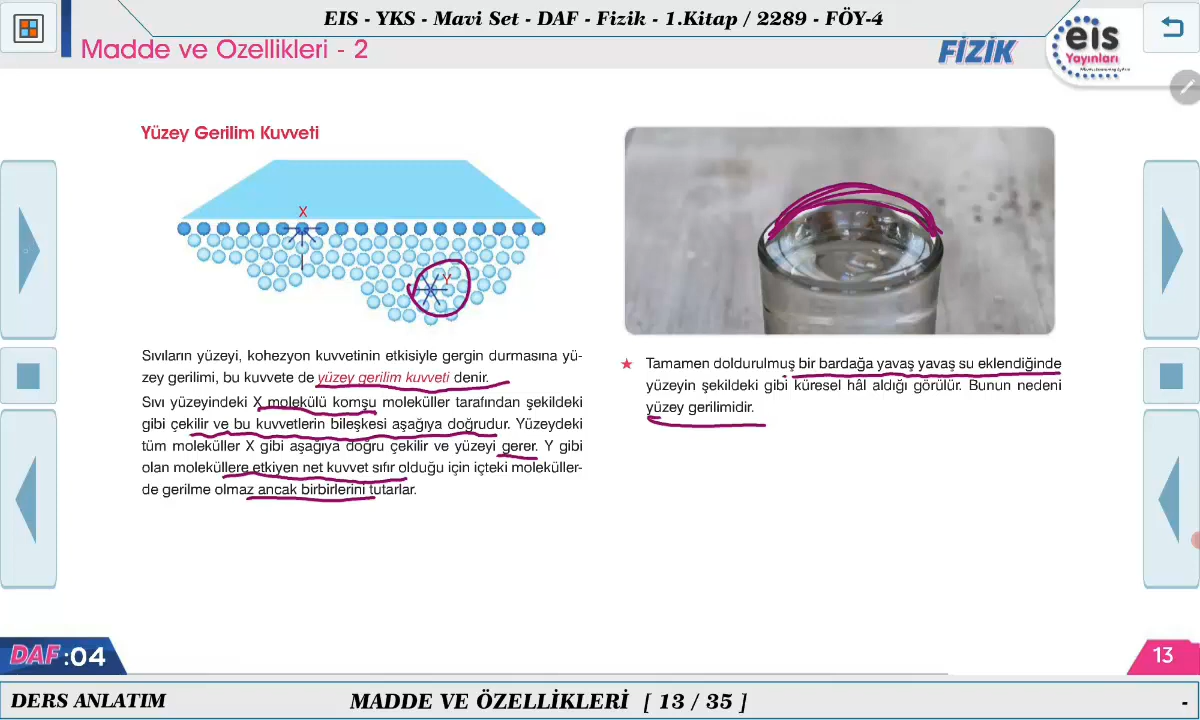 EIS - YKS - Mavi Set - DAF - Fizik - 1.Kitap / 2289 - FÖY-4
Madde ve Özellikleri - 2
FİZİK
eis
Yayınları
Yüzey Gerilim Kuvveti
X
Y
Sıvıların yüzeyi, kohezyon kuvvetinin etkisiyle gergin durmasına yü-
zey gerilimi, bu kuvvete de yüzey gerilim kuvveti denir.
Sıvı yüzeyindeki X molekülü komşu moleküller tarafından şekildeki
gibi çekilir ve bu kuvvetlerin bileşkesi aşağıya doğrudur. Yüzeydeki
tüm moleküller X gibi aşağıya doğru çekilir ve yüzeyi gerer. Y gibi
olan moleküllere etkiyen net kuvvet sıfır olduğu için içteki moleküller-
de gerilme olmaz ancak birbirlerini tutarlar.
★ Tamamen doldurulmuş bir bardağa yavaş yavaş su eklendiğinde
yüzeyin şekildeki gibi küresel hâl aldığı görülür. Bunun nedeni
yüzey gerilimidir.
DAF :04
13
DERS ANLATIM
MADDE VE ÖZELLİKLERİ [ 13 / 35 ]
-